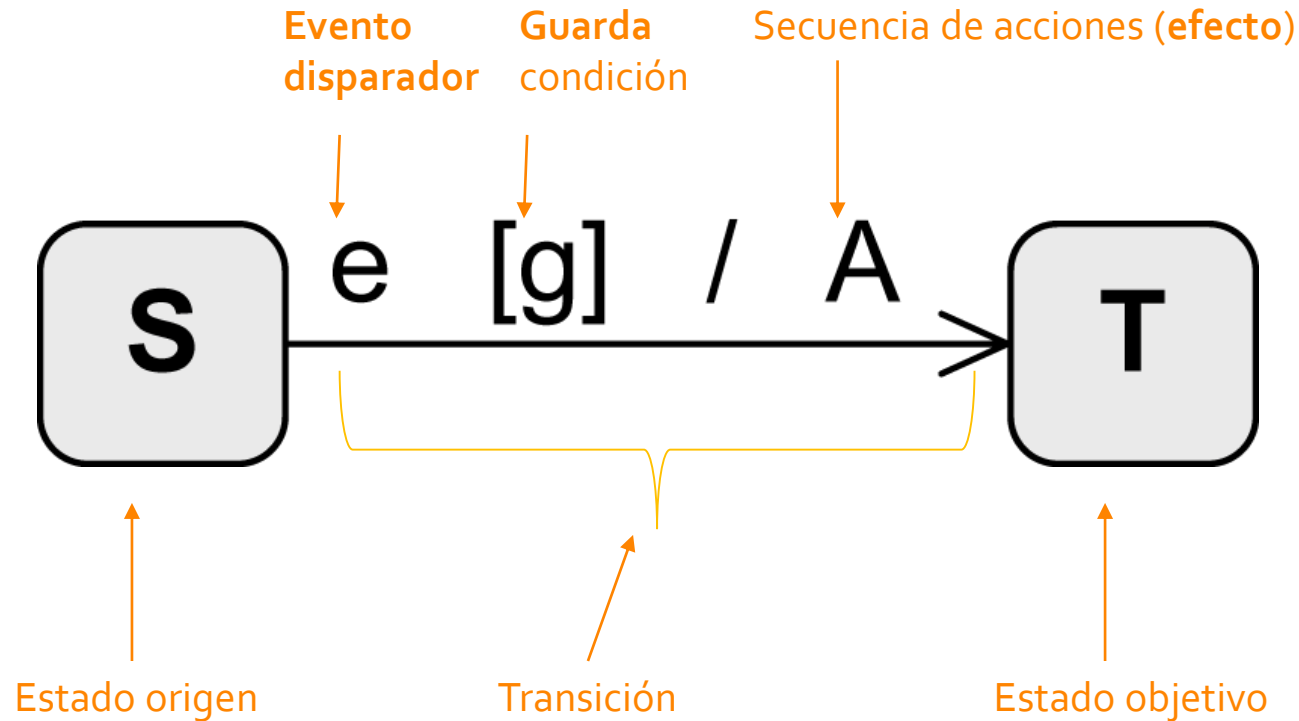 Evento disparador
Guarda condición
Secuencia de acciones (efecto)
S
e [g] / A
T
Estado origen
Transición
Estado objetivo